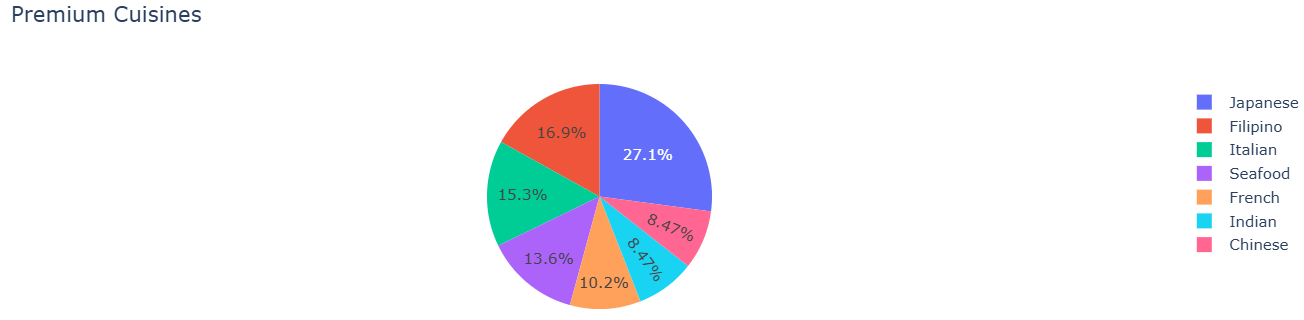 Premium Cuisines
16.9%
27.1%
15.3%
8.47%
8.47%
13.6%
10.2%
Japanese
Filipino
Italian
Seafood
French
Indian
Chinese